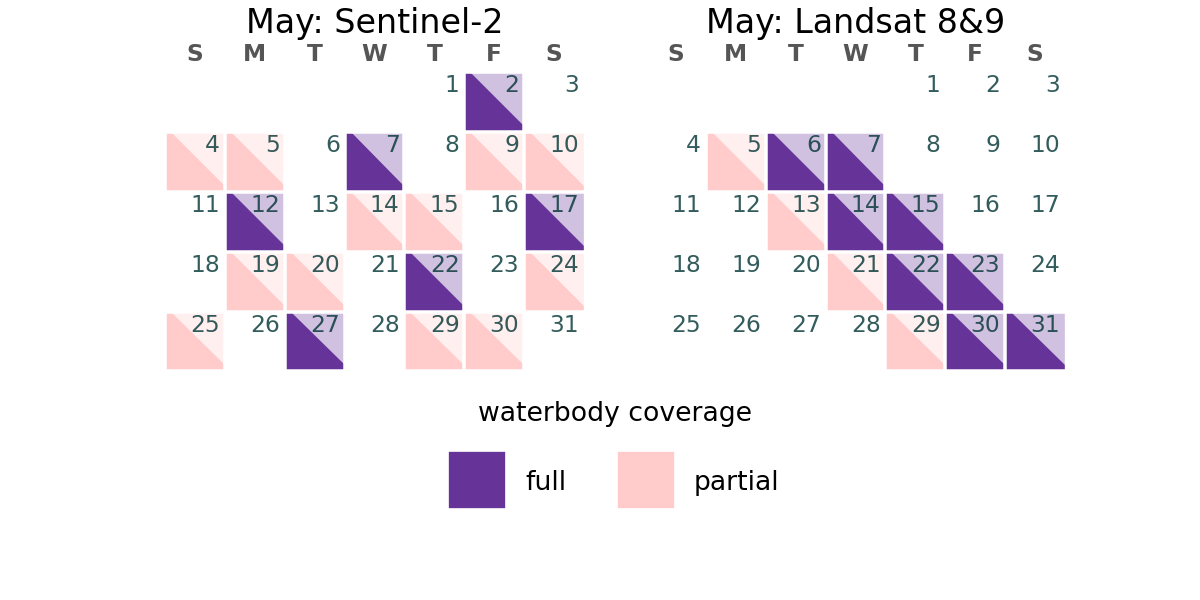 May: Sentinel-2
S M T W T F S
1 2 3
4 5 6 7 8 9 10
11 12 13 14 15 16 17
18 19 20 21 22 23 24
25 26 27 28 29 30 31
May: Landsat 8&9
S M T W T F S
1 2 3
4 5 6 7 8 9 10
11 12 13 14 15 16 17
18 19 20 21 22 23 24
25 26 27 28 29 30 31
waterbody coverage
full partial